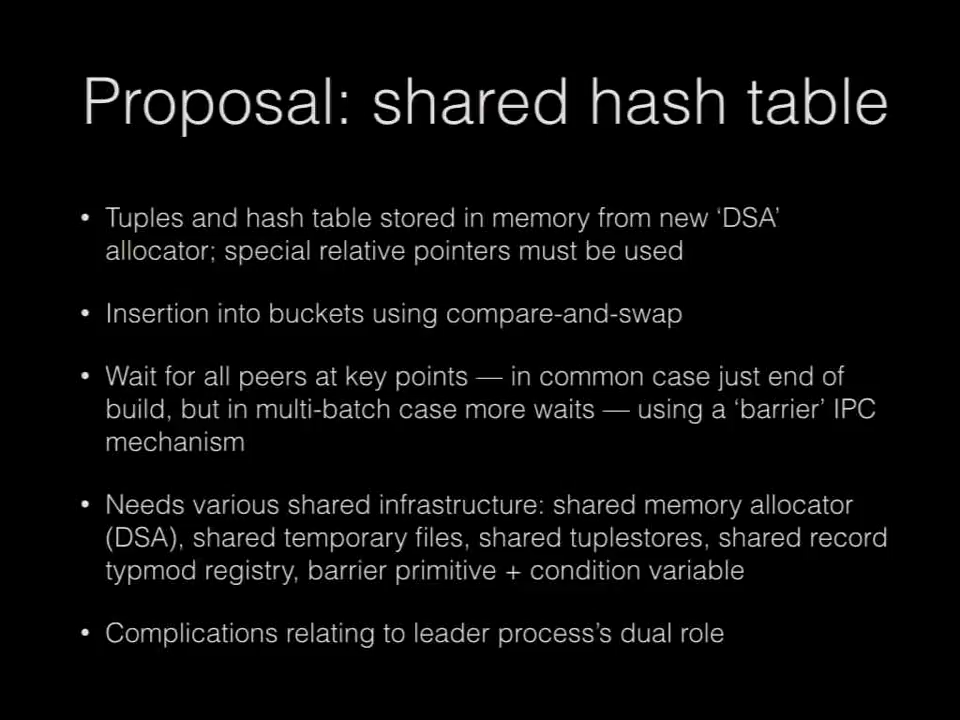 Proposal: shared hash table
• Tuples and hash table stored in memory from new ‘DSA’
allocator; special relative pointers must be used
• Insertion into buckets using compare-and-swap
• Wait for all peers at key points — in common case just end of
build, but in multi-batch case more waits — using a ‘barrier’ IPC
mechanism
• Needs various shared infrastructure: shared memory allocator
(DSA), shared temporary files, shared tuplestores, shared record
typmod registry, barrier primitive + condition variable
• Complications relating to leader process’s dual role